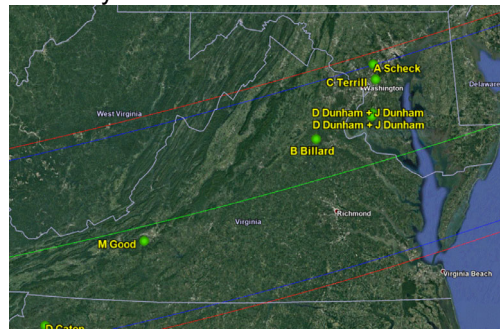 A Scheck
C Terrill
Washington
Delaware
West Virginia
D Dunham + J Dunham
D Dunham + J Dunham
B Billard
Richmond
Virginia
M Good
Virginia Beach
D Caton